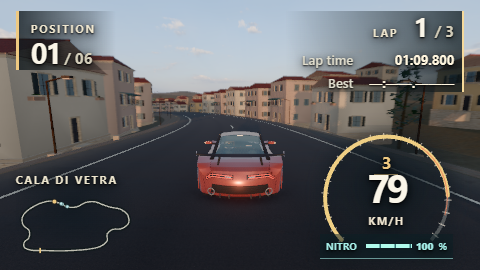 POSITION
01 / 06
LAP 1 / 3
Lap time 01:09.800
Best --:--.---
CALA DI VETRA
3
79
KM/H
NITRO 100 %